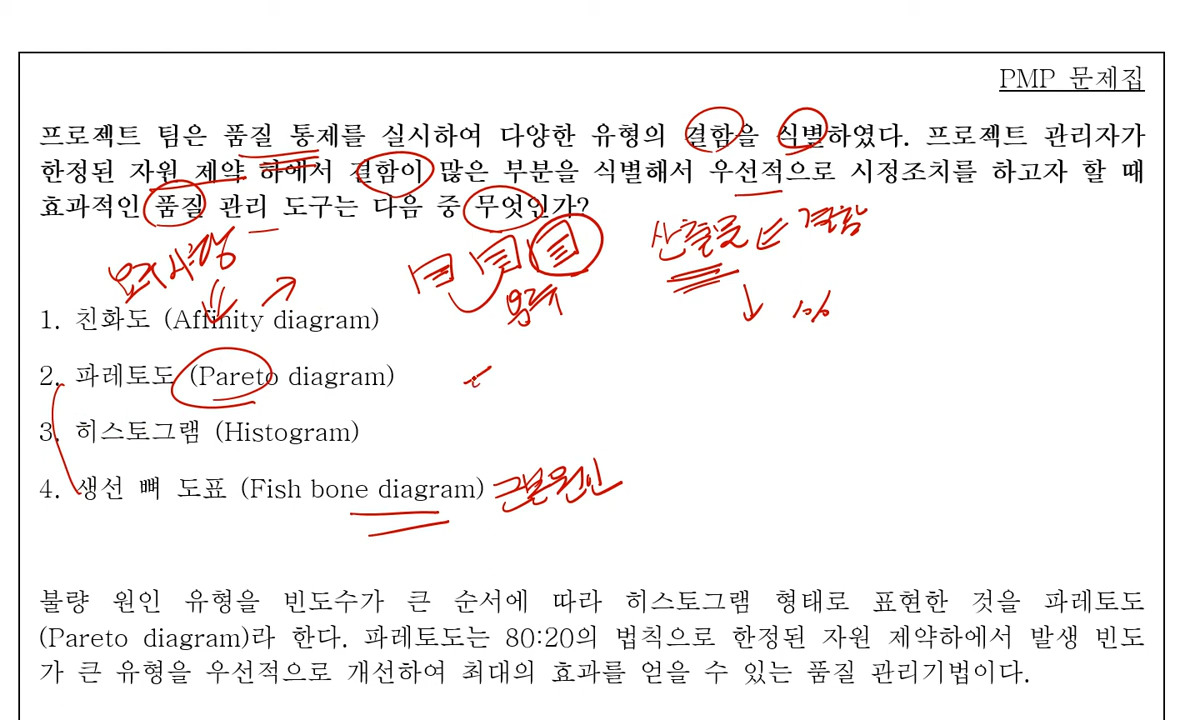 PMP 문제집
프로젝트 팀은 품질 통제를 실시하여 다양한 유형의 결함을 식별하였다. 프로젝트 관리자가
한정된 자원 제약 하에서 결함이 많은 부분을 식별해서 우선적으로 시정조치를 하고자 할 때
효과적인 품질 관리 도구는 다음 중 무엇인가?
산출물 결함
요구사항
1. 친화도 (Affinity diagram)
2. 파레토도 (Pareto diagram)
3. 히스토그램 (Histogram)
4. 생선 뼈 도표 (Fish bone diagram) 근본원인
불량 원인 유형을 빈도수가 큰 순서에 따라 히스토그램 형태로 표현한 것을 파레토도
(Pareto diagram)라 한다. 파레토도는 80:20의 법칙으로 한정된 자원 제약하에서 발생 빈도
가 큰 유형을 우선적으로 개선하여 최대의 효과를 얻을 수 있는 품질 관리기법이다.